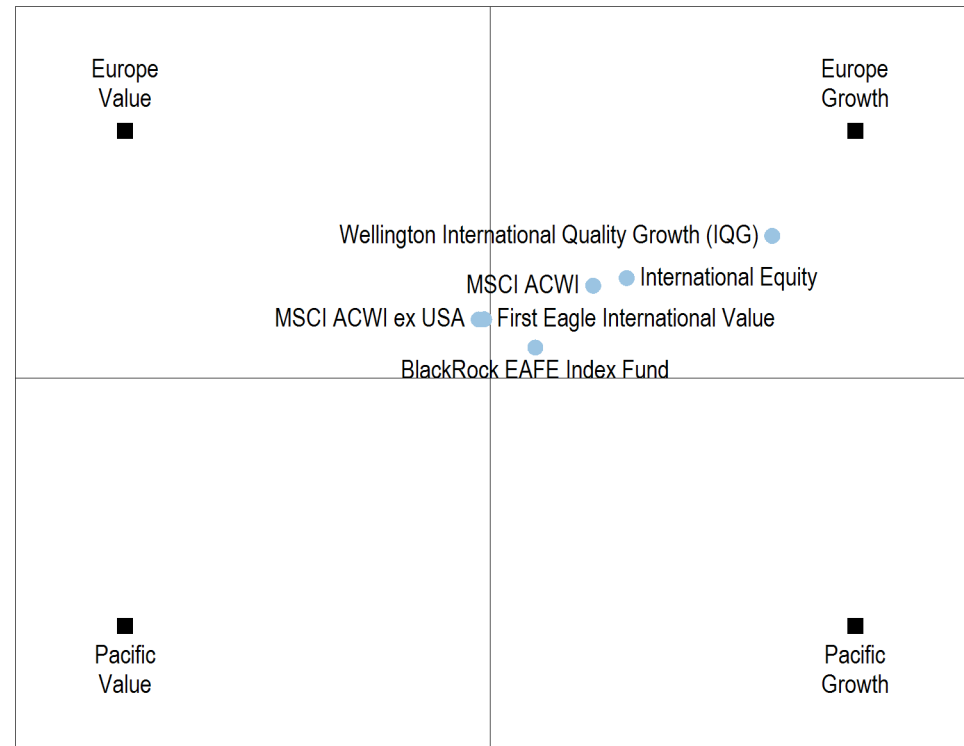 Europe
Value
Europe
Growth
Wellington International Quality Growth (IQG)
International Equity
MSCI ACWI
MSCI ACWI ex USA
First Eagle International Value
BlackRock EAFE Index Fund
Pacific
Value
Pacific
Growth